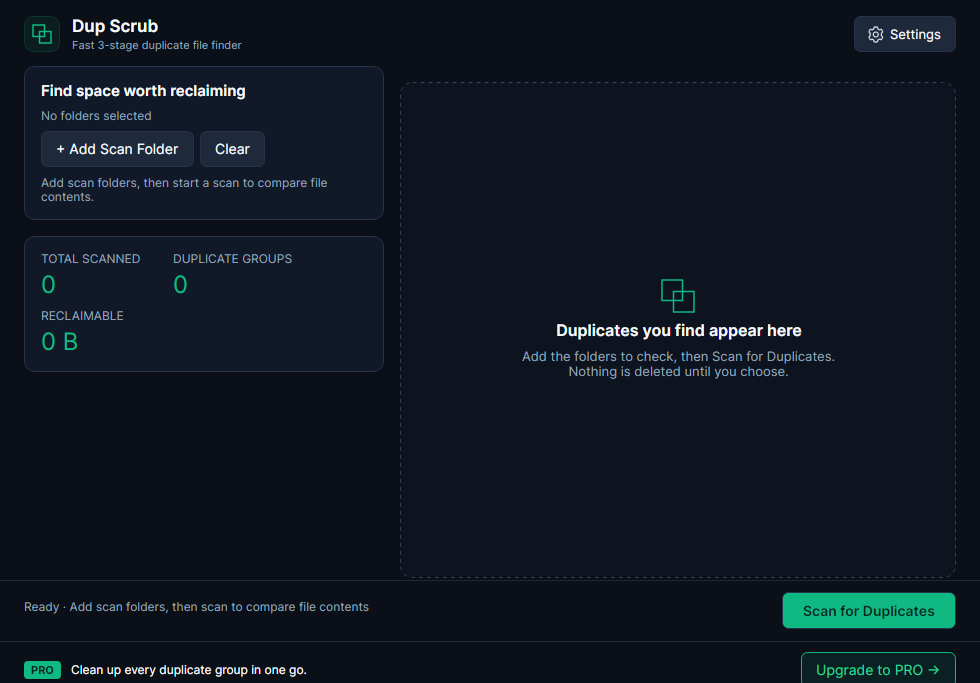 Dup Scrub
Fast 3-stage duplicate file finder
Settings
Find space worth reclaiming
No folders selected
+ Add Scan Folder
Clear
Add scan folders, then start a scan to compare file
contents.
TOTAL SCANNED
DUPLICATE GROUPS
0
0
RECLAIMABLE
0 B
Duplicates you find appear here
Add the folders to check, then Scan for Duplicates.
Nothing is deleted until you choose.
Ready · Add scan folders, then scan to compare file contents
Scan for Duplicates
PRO
Clean up every duplicate group in one go.
Upgrade to PRO →